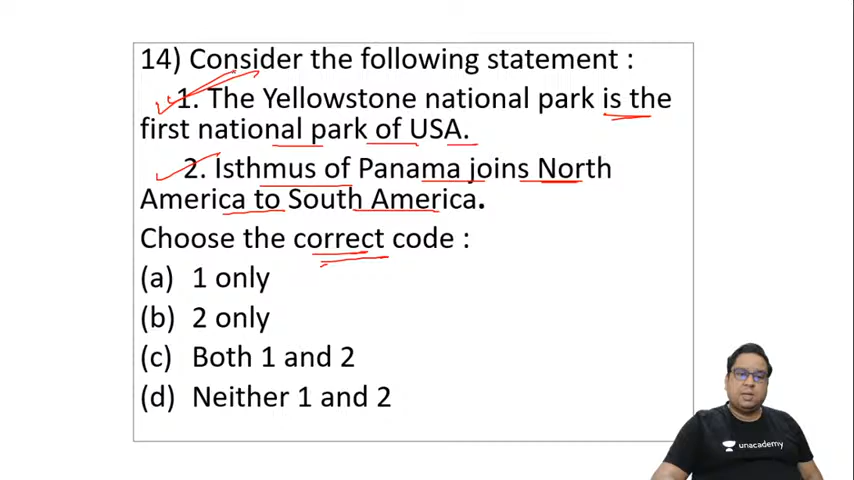 14) Consider the following statement :
1. The Yellowstone national park is the
first national park of USA.
2. Isthmus of Panama joins North
America to South America.
Choose the correct code :
(a) 1 only
(b) 2 only
(c) Both 1 and 2
(d) Neither 1 and 2
unacademy